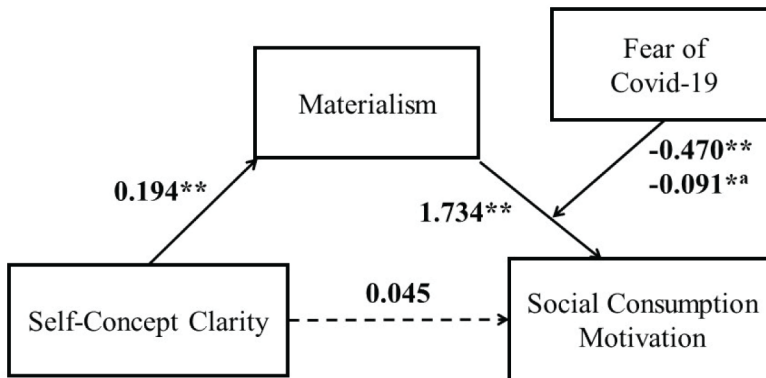 Fear of
Covid-19
Materialism
-0.470**
-0.091*ᵃ
0.194**
1.734**
0.045
Self-Concept Clarity
Social Consumption
Motivation